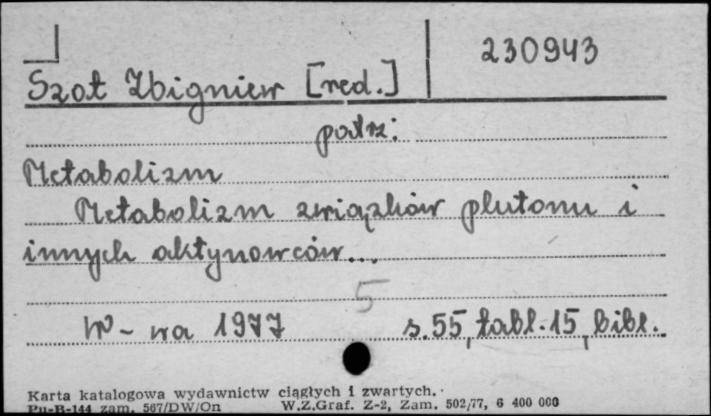 230943
Szot Zbigniew [red.]
patrz:
Metabolizm
Metabolizm związków plutonu i
innych aktynowców...
5
W-wa 1977 s. 55, tabl. 15, bibl.
Karta katalogowa wydawnictw ciągłych i zwartych.
Pu-B-144 zam. 567/DW/On W.Z.Graf. Z-2, Zam. 502/77, 6 400 000